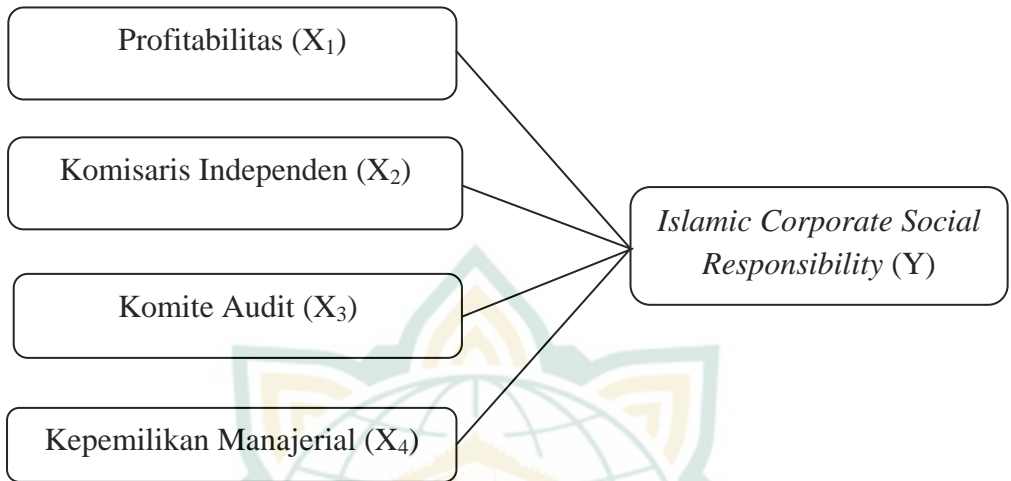 Profitabilitas (X₁)
Komisaris Independen (X₂)
Islamic Corporate Social
Responsibility (Y)
Komite Audit (X₃)
Kepemilikan Manajerial (X₄)